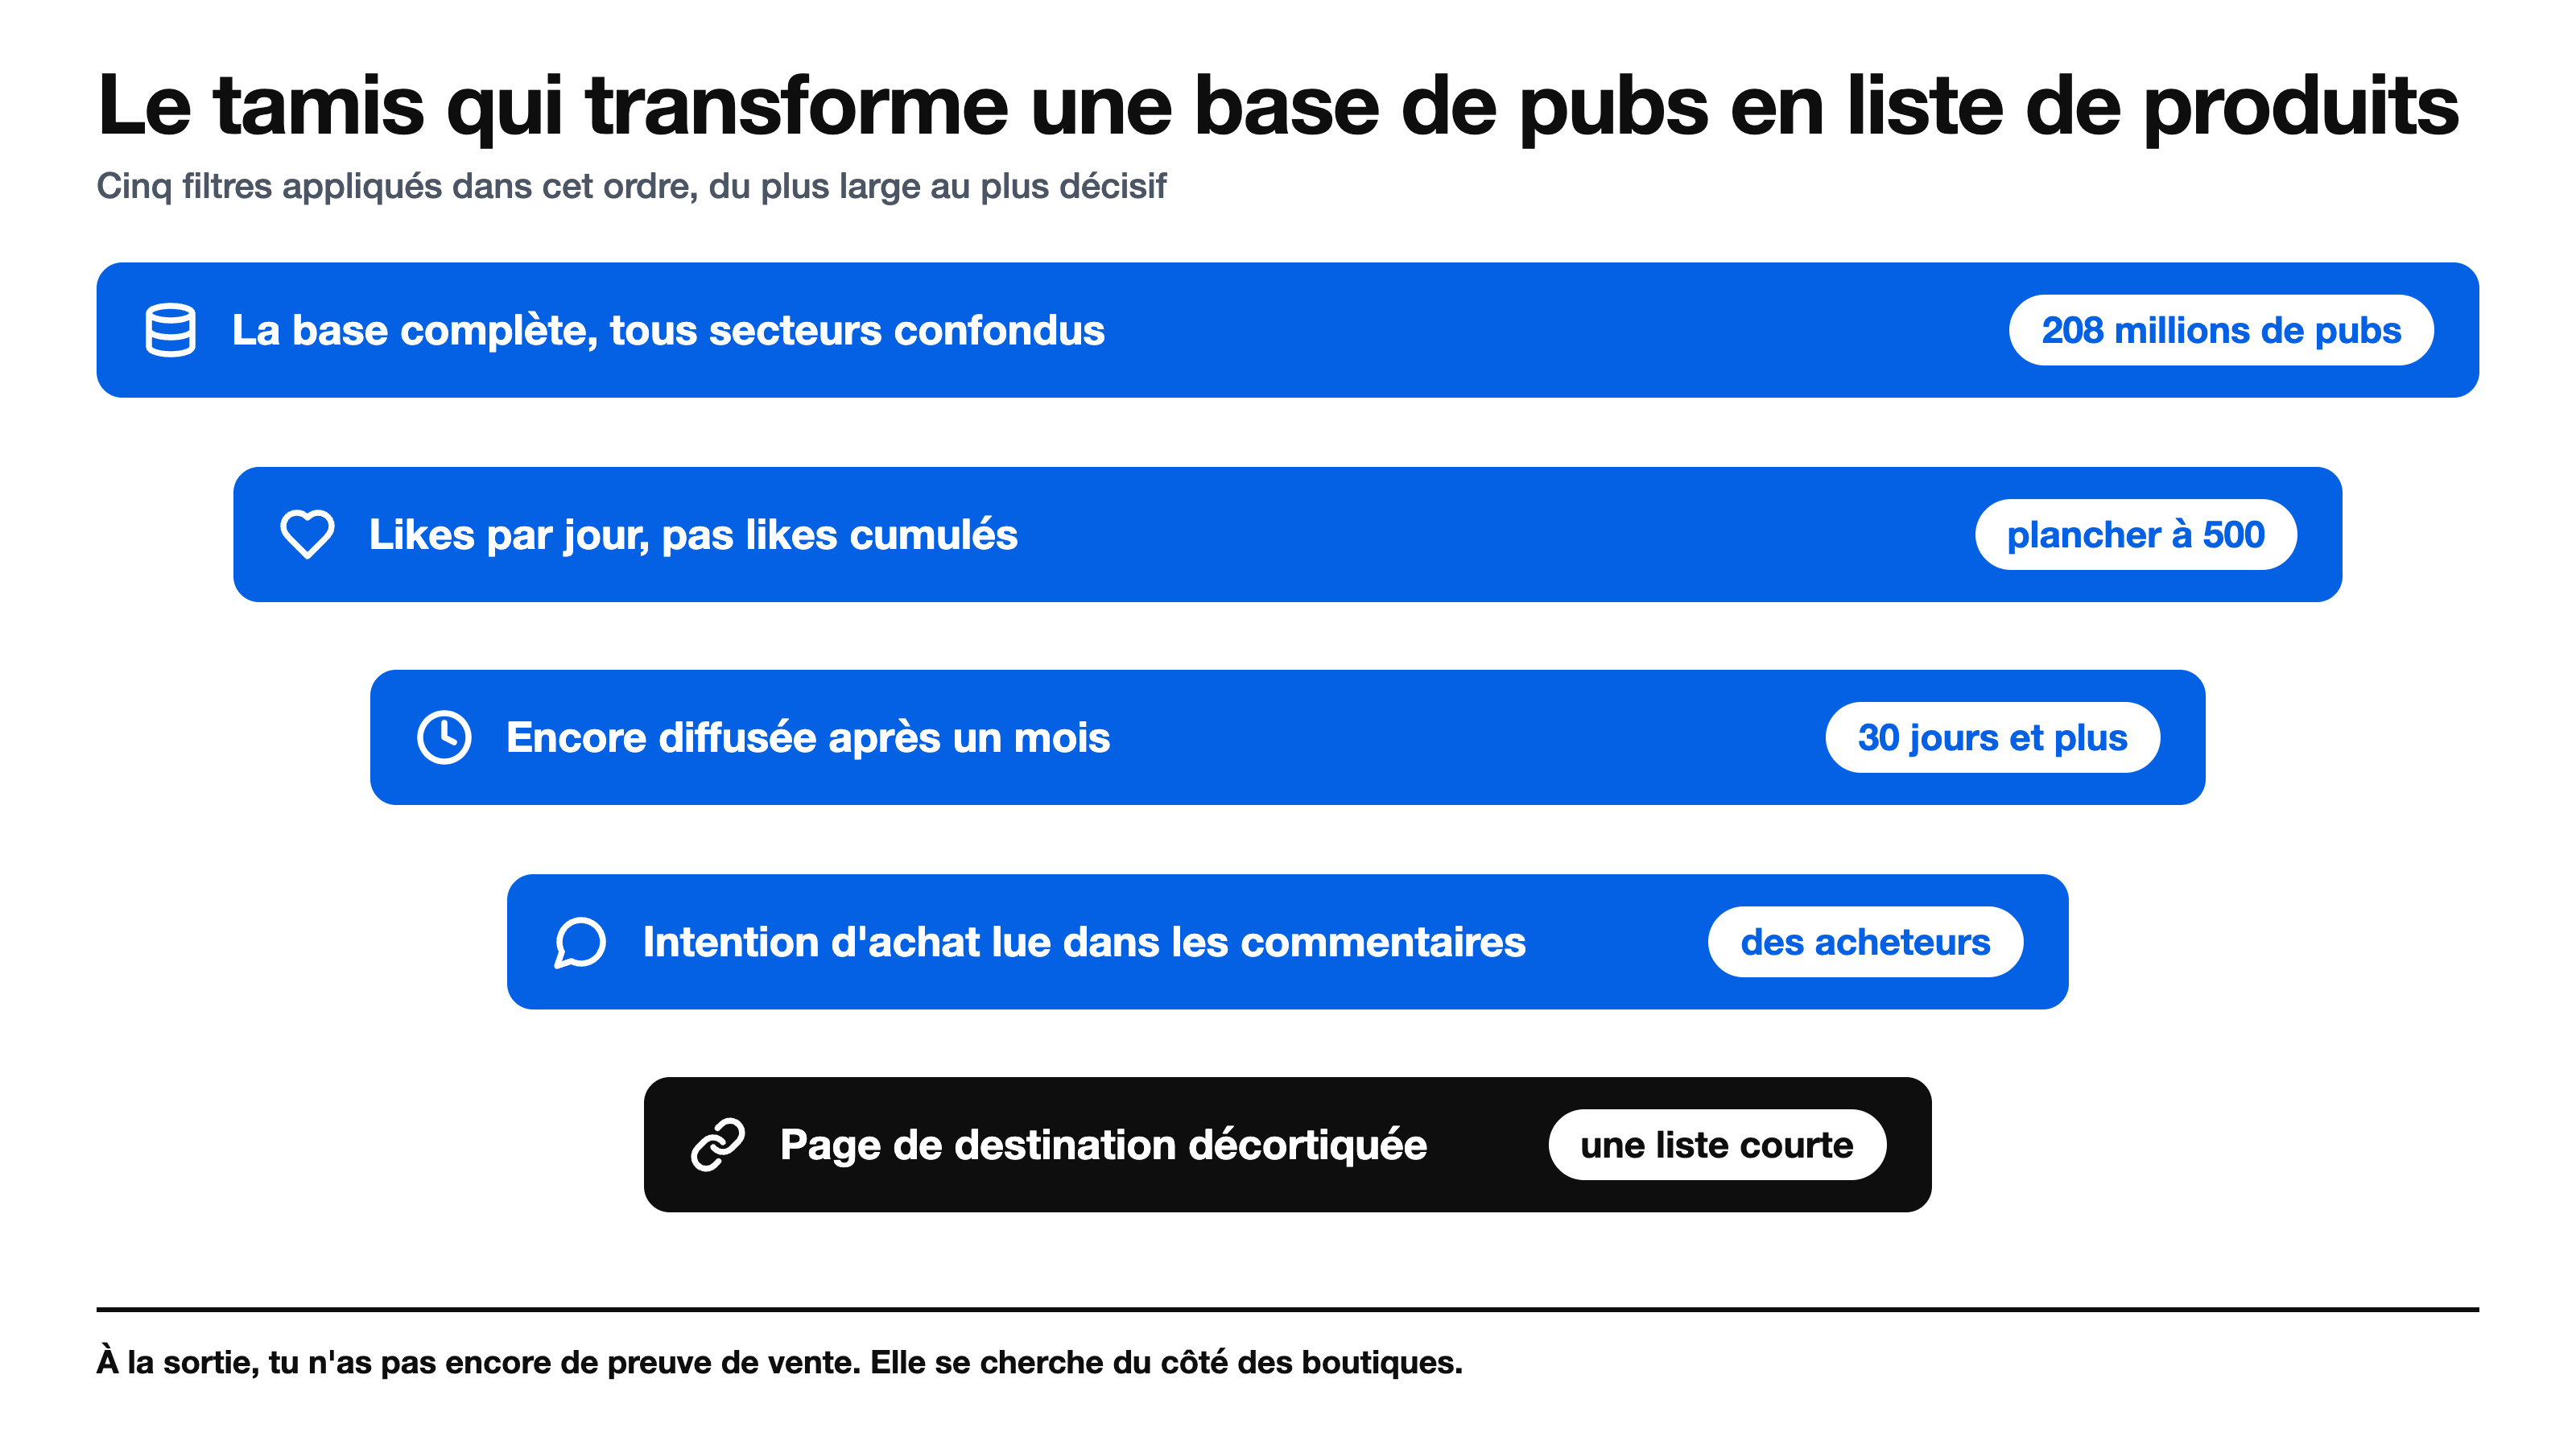 Le tamis qui transforme une base de pubs en liste de produits
Cinq filtres appliqués dans cet ordre, du plus large au plus décisif
La base complète, tous secteurs confondus
208 millions de pubs
Likes par jour, pas likes cumulés
plancher à 500
Encore diffusée après un mois
30 jours et plus
Intention d'achat lue dans les commentaires
des acheteurs
Page de destination décortiquée
une liste courte
À la sortie, tu n'as pas encore de preuve de vente. Elle se cherche du côté des boutiques.